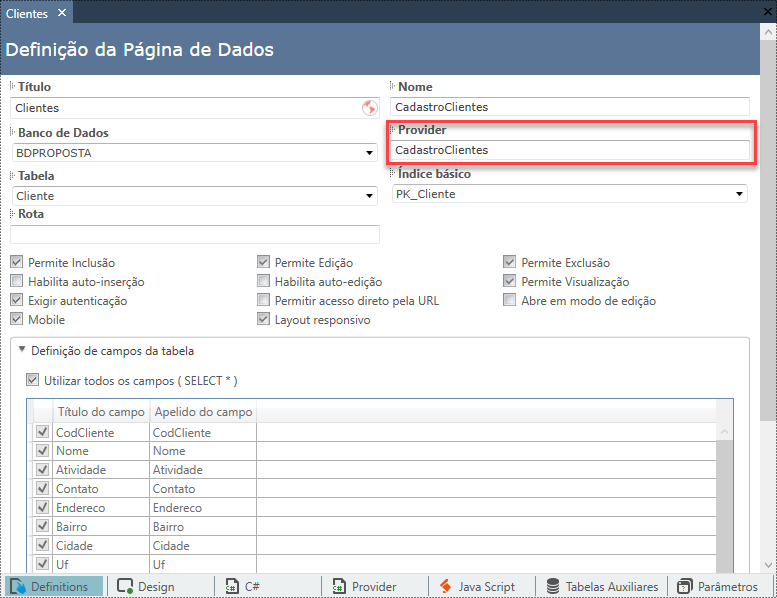 Clientes
Definição da Página de Dados
Título
Nome
Clientes
CadastroClientes
Banco de Dados
Provider
BDPROPOSTA
CadastroClientes
Tabela
Índice básico
Cliente
PK_Cliente
Rota
Permite Inclusão
Permite Edição
Permite Exclusão
Habilita auto-inserção
Habilita auto-edição
Permite Visualização
Exigir autenticação
Permitir acesso direto pela URL
Abre em modo de edição
Mobile
Layout responsivo
Definição de campos da tabela
Utilizar todos os campos ( SELECT * )
Título do campo Apelido do campo
CodCliente CodCliente
Nome Nome
Atividade Atividade
Contato Contato
Endereco Endereco
Bairro Bairro
Cidade Cidade
Uf Uf
Definitions Design C# Provider Java Script Tabelas Auxiliares Parâmetros